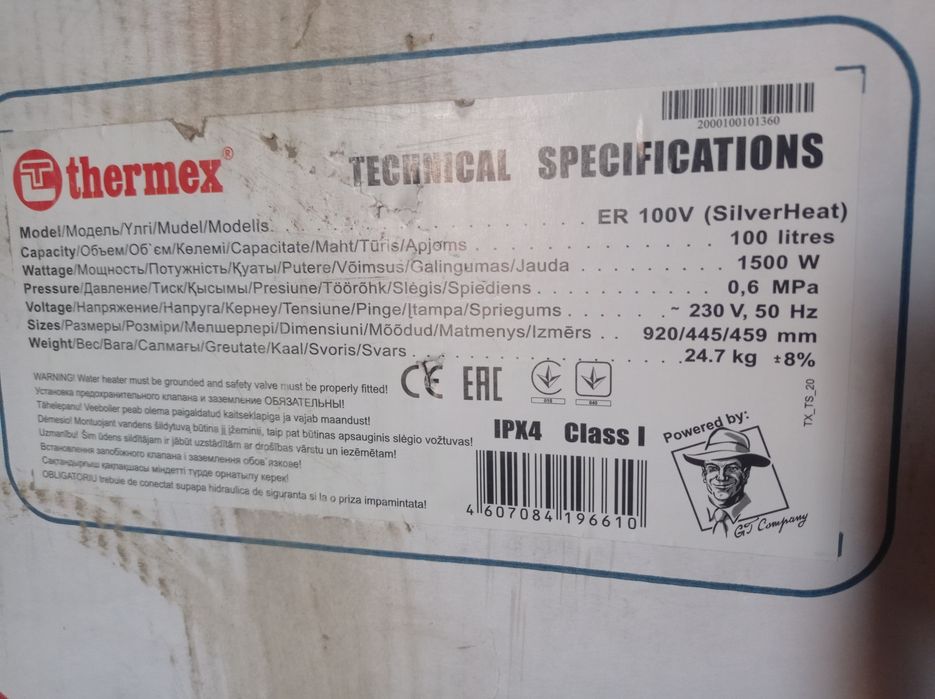 2000100101360
thermex®
TECHNICAL SPECIFICATIONS
Model/Модель/Үлгі/Mudel/Modelis. . . . . . . . . . . . . . . . ER 100V (SilverHeat)
Capacity/Объем/Об`єм/Көлемі/Capacitate/Maht/Tūris/Apjoms . . . . . . . . . . . . 100 litres
Wattage/Мощность/Потужність/Қуаты/Putere/Võimsus/Galingumas/Jauda . . . . . . . . 1500 W
Pressure/Давление/Тиск/Қысымы/Presiune/Töörõhk/Slėgis/Spiediens . . . . . . . . . . 0,6 MPa
Voltage/Напряжение/Напруга/Кернеу/Tensiune/Pinge/Įtampa/Spriegums . . . . . . ~ 230 V, 50 Hz
Sizes/Размеры/Розміри/Мөлшерлері/Dimensiuni/Mõõdud/Matmenys/Izmērs . . . 920/445/459 mm
Weight/Вес/Вага/Салмағы/Greutate/Kaal/Svoris/Svars . . . . . . . . . . . . . . . 24.7 kg ±8%
WARNING! Water heater must be grounded and safety valve must be properly fitted!
Установка предохранительного клапана и заземление ОБЯЗАТЕЛЬНЫ!
Tähelepanu! Veeboiler peab olema paigaldatud kaitseklapiga ja vajab maandust!
Dėmesio! Montuojant vandens šildytuvą būtina jį įžeminti, taip pat būtinas apsauginis slėgio vožtuvas!
Uzmanību! Šim ūdens sildītājam ir jābūt uzstādītām ar drošības vārstu un iezemētam!
Встановлення запобіжного клапана і заземлення обов`язкове!
Сақтандырғыш қақпақшасы міндетті түрде орнатылу керек!
OBLIGATORIU trebuie de conectat supapa hidraulica de siguranta si la o priza impamintata!
CE EAC
018 040
IPX4 Class I
4 607084 196610
Powered by:
GT Company
TX_TS_20